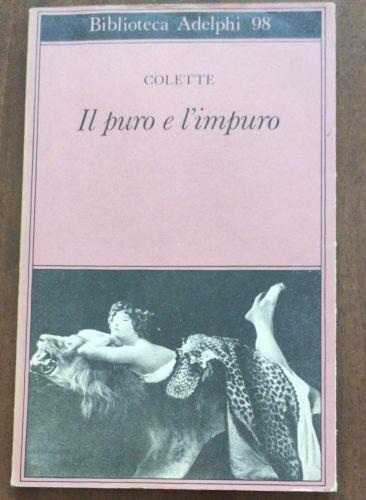 Biblioteca Adelphi 98
COLETTE
Il puro e l'impuro